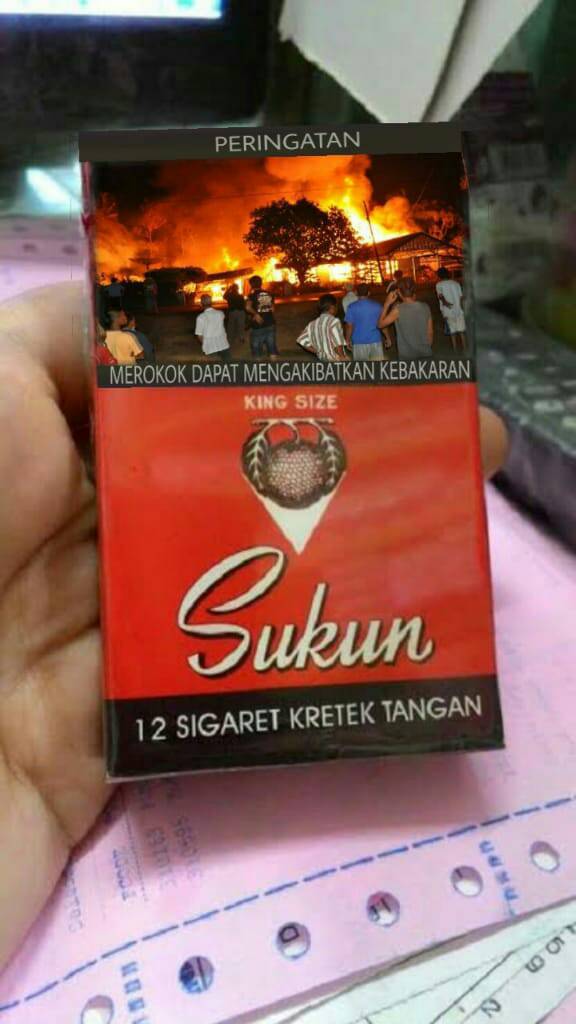 PERINGATAN
MEROKOK DAPAT MENGAKIBATKAN KEBAKARAN
KING SIZE
Sukun
12 SIGARET KRETEK TANGAN